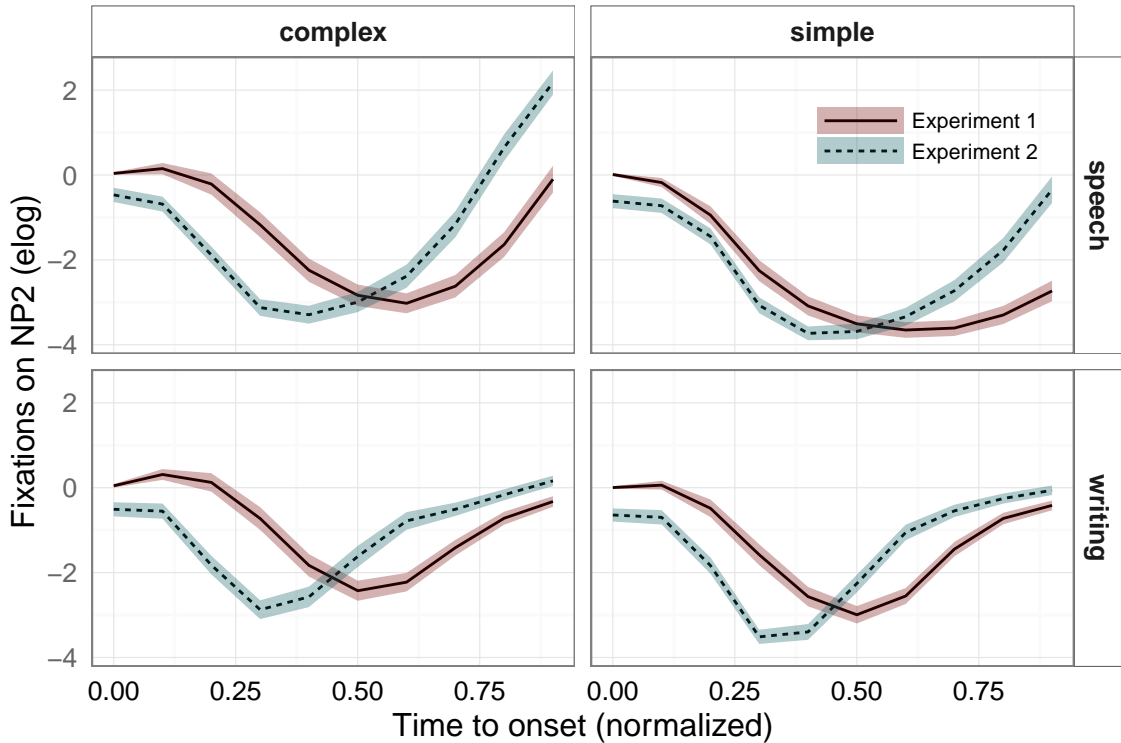 complex
simple
2
0
−2
−4
Experiment 1
Experiment 2
speech
Fixations on NP2 (elog)
2
0
−2
−4
writing
0.00
0.25
0.50
0.75
0.00
0.25
0.50
0.75
Time to onset (normalized)